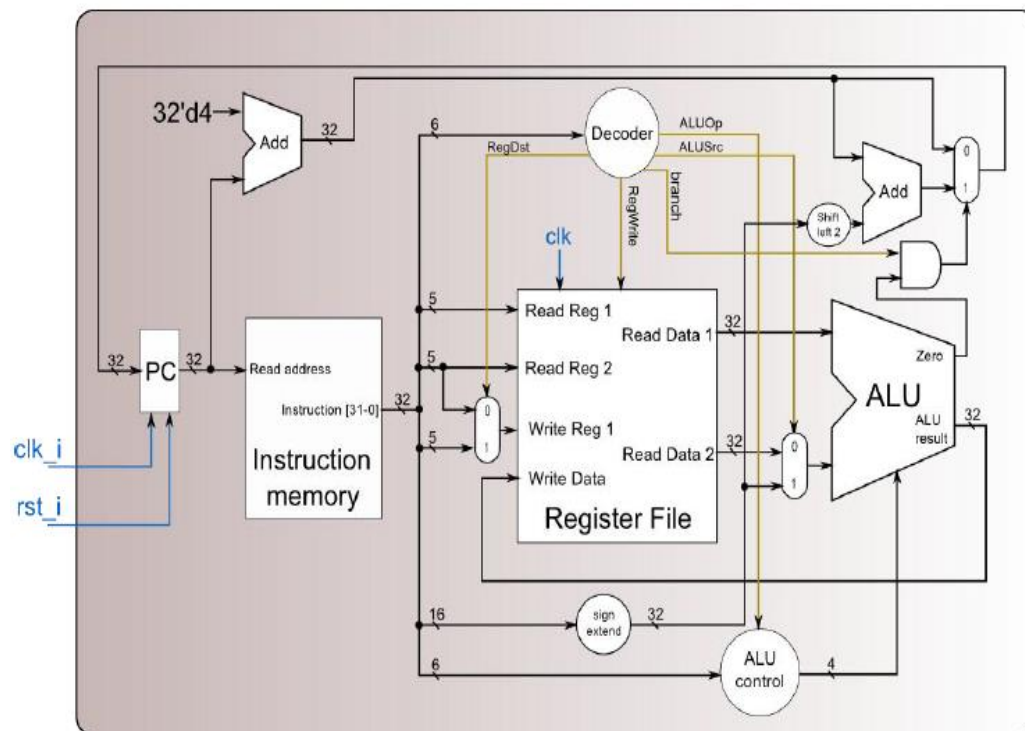 32'd4
Add
32
6
Decoder
ALUOp
RegDst
ALUSrc
branch
RegWrite
0
1
Add
Shift
left 2
clk
5
Read Reg 1
Read Data 1
32
32
PC
32
Read address
5
Read Reg 2
Zero
ALU
Instruction [31-0]
32
0
1
Write Reg 1
ALU
result
32
5
clk_i
Instruction
memory
Read Data 2
32
0
1
Write Data
rst_i
Register File
16
sign
extend
32
6
ALU
control
4